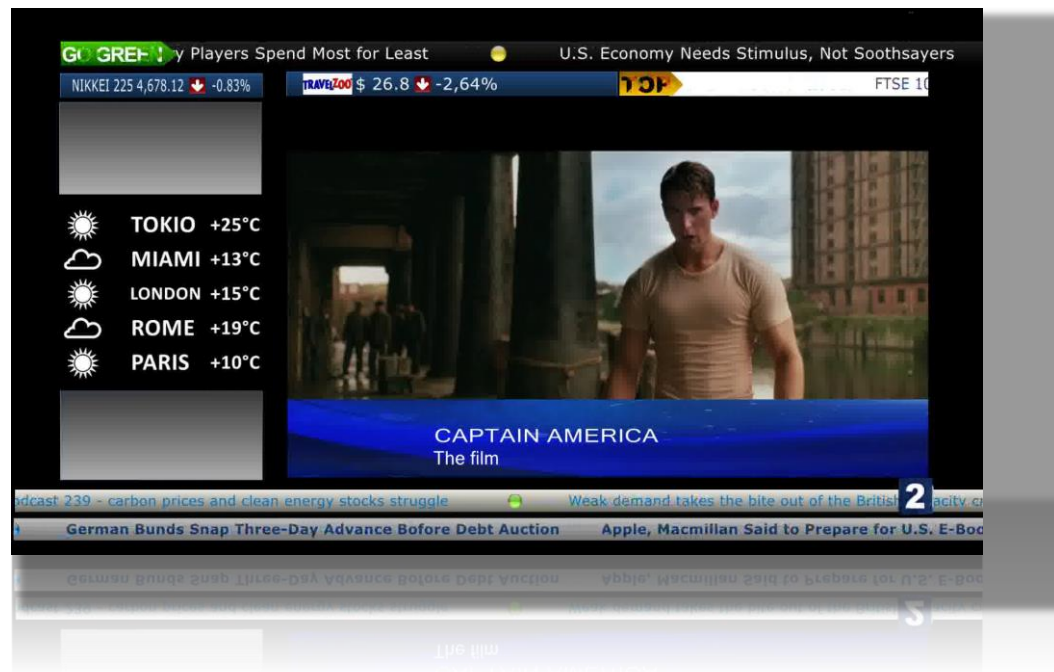 GO GREEN y Players Spend Most for Least U.S. Economy Needs Stimulus, Not Soothsayers
NIKKEI 225 4,678.12 -0.83% TRAVELZOO $ 26.8 -2,64% TOP FTSE 10
TOKIO +25°C
MIAMI +13°C
LONDON +15°C
ROME +19°C
PARIS +10°C
CAPTAIN AMERICA
The film
dcast 239 - carbon prices and clean energy stocks struggle Weak demand takes the bite out of the British 2 acity
German Bunds Snap Three-Day Advance Bofore Debt Auction Apple, Macmillan Said to Prepare for U.S. E-Boo